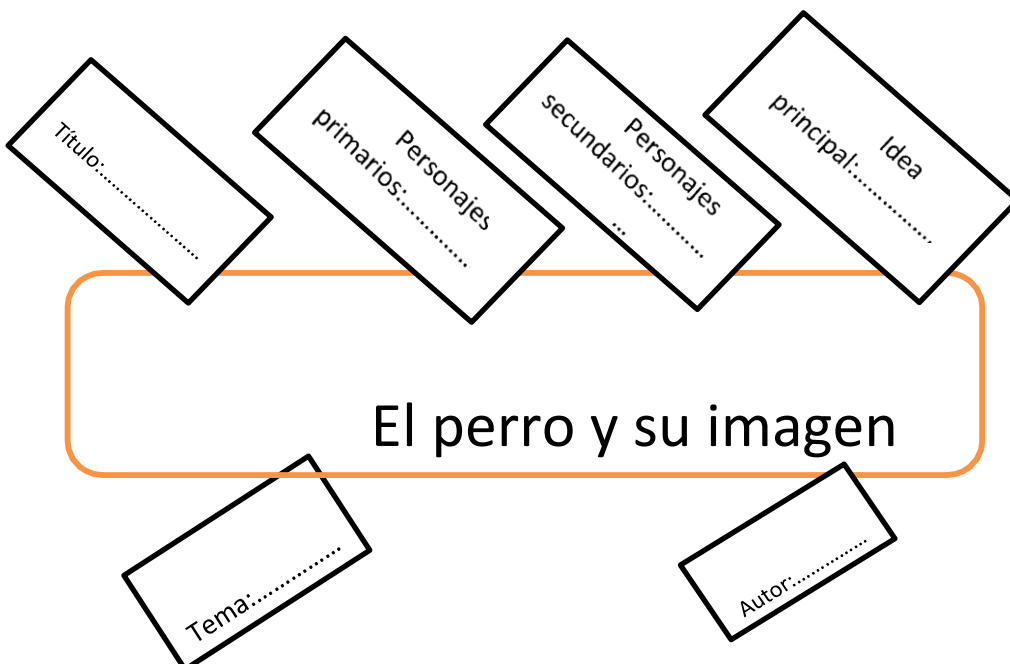 Título:....................
Personajes
primarios:.............
Personajes
secundarios:............
...
Idea
principal:..............
El perro y su imagen
Tema:..............
Autor:...............